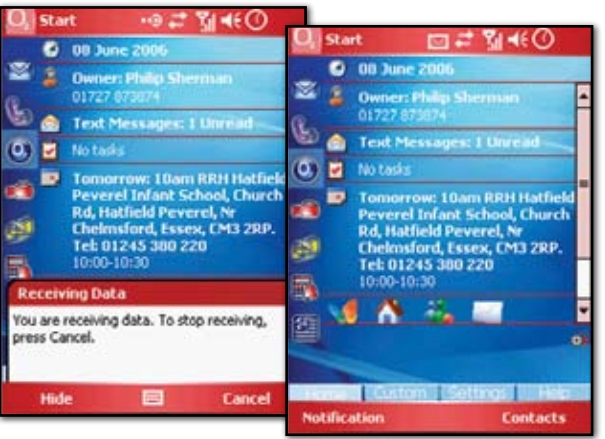 O2 Start
08 June 2006
Owner: Philip Sherman
01727 873874
Text Messages: 1 Unread
No tasks
Tomorrow: 10am RRH Hatfield
Peverel Infant School, Church
Rd, Hatfield Peverel, Nr
Chelmsford, Essex, CM3 2RP.
Tel: 01245 380 220
10:00-10:30
Receiving Data
You are receiving data. To stop receiving,
press Cancel.
Hide Cancel
O2 Start
08 June 2006
Owner: Philip Sherman
01727 873874
Text Messages: 1 Unread
No tasks
Tomorrow: 10am RRH Hatfield
Peverel Infant School, Church
Rd, Hatfield Peverel, Nr
Chelmsford, Essex, CM3 2RP.
Tel: 01245 380 220
10:00-10:30
Home Custom Settings Help
Notification Contacts